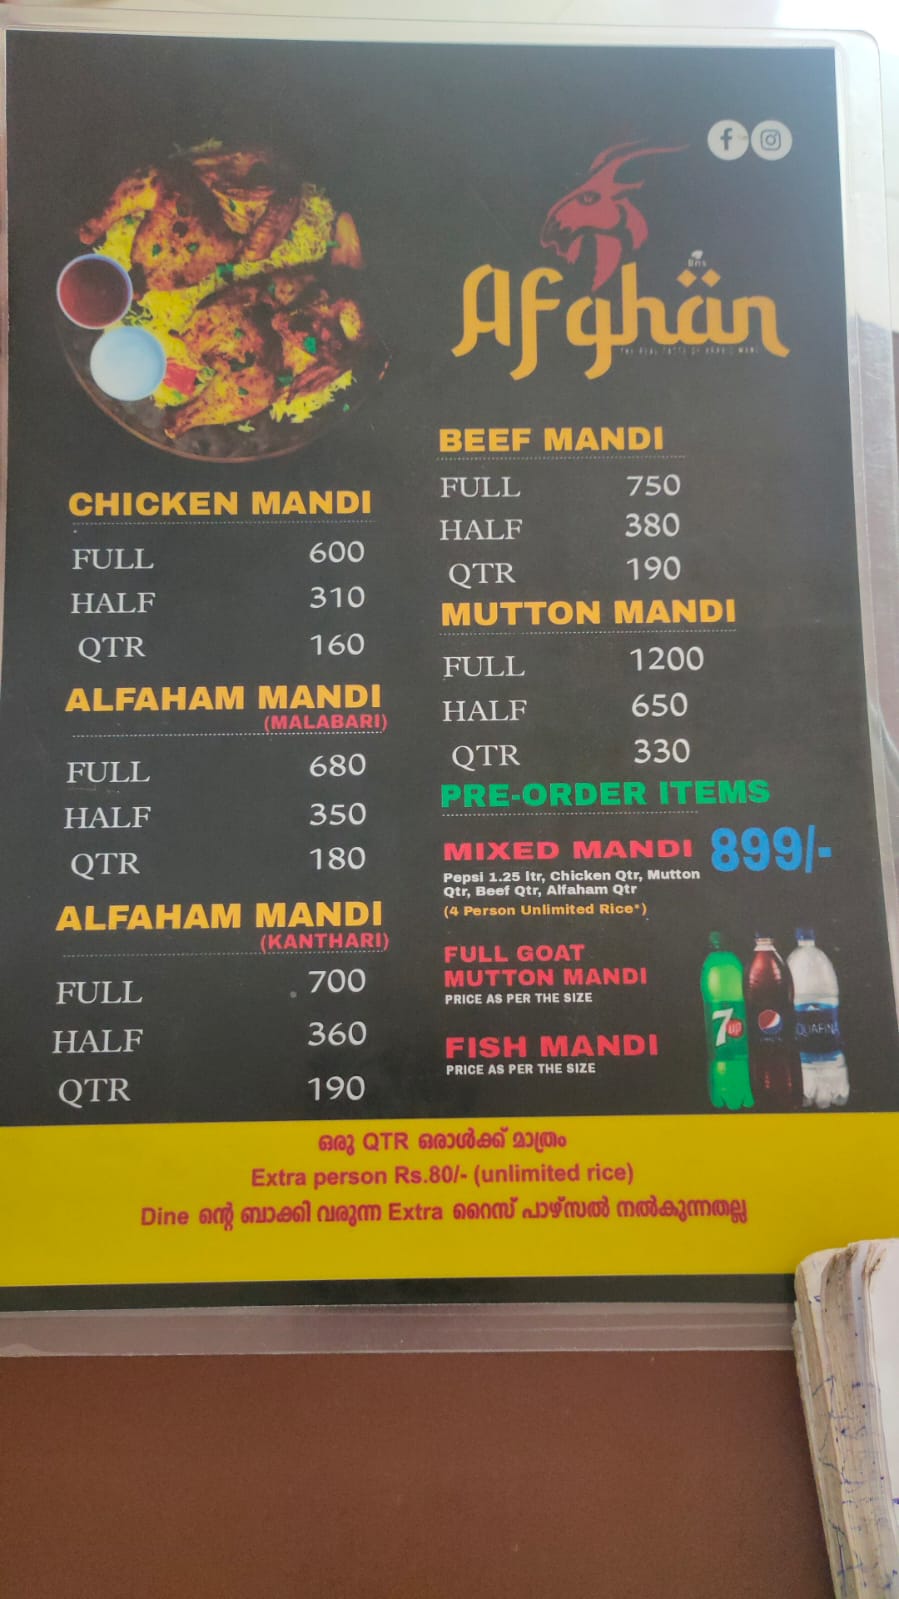 CHICKEN MANDI
FULL 600
HALF 310
QTR 160
ALFAHAM MANDI
(MALABARI)
FULL 680
HALF 350
QTR 180
ALFAHAM MANDI
(KANTHARI)
FULL 700
HALF 360
QTR 190
Afghän
BEEF MANDI
FULL 750
HALF 380
QTR 190
MUTTON MANDI
FULL 1200
HALF 650
QTR 330
PRE-ORDER ITEMS
MIXED MANDI 899/-
Pepsi 1.25 ltr, Chicken Qtr, Mutton
Qtr, Beef Qtr, Alfaham Qtr
(4 Person Unlimited Rice*)
FULL GOAT
MUTTON MANDI
PRICE AS PER THE SIZE
FISH MANDI
PRICE AS PER THE SIZE
7up
ഒരു QTR ഒരാൾക്ക് മാത്രം
Extra person Rs.80/- (unlimited rice)
Dine ന്റെ ബാക്കി വരുന്ന Extra റൈസ് പാഴ്സൽ നൽകുന്നതല്ല